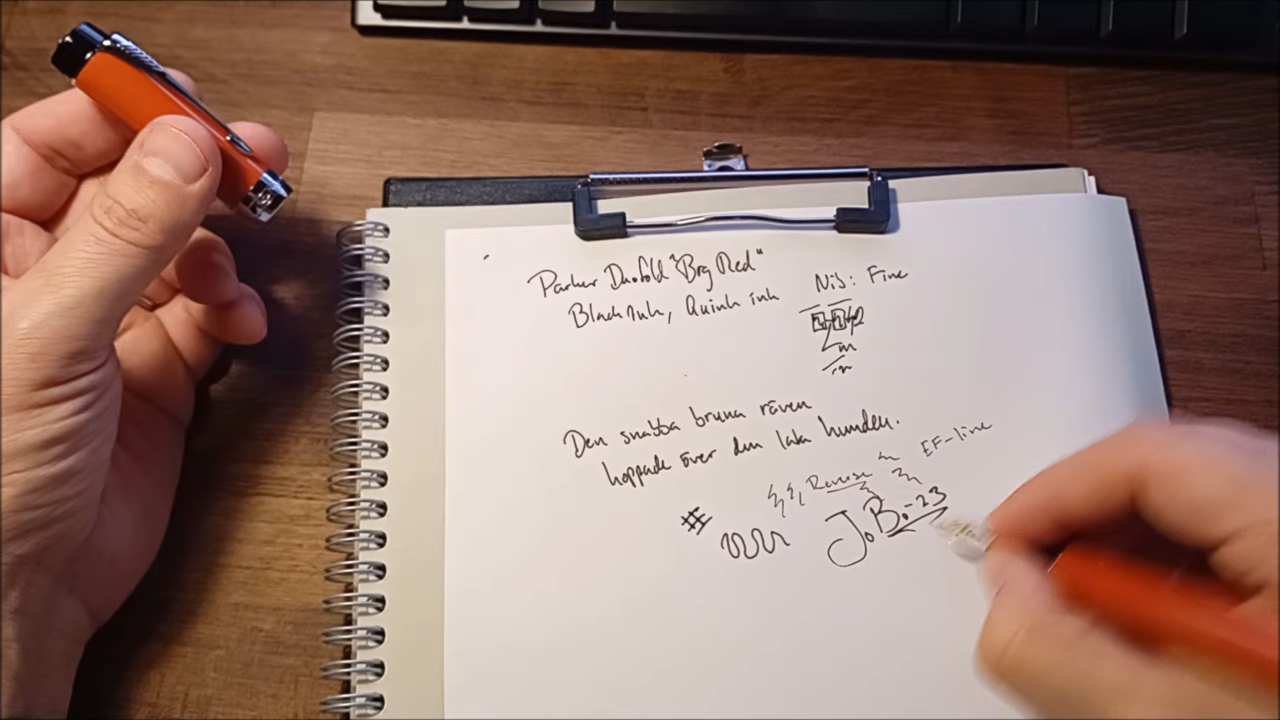 Parker Duofold "Big Red"
Black ink, Quink ink
Nib: Fine
Den snabba bruna räven
hoppade över den lata hunden.
Reverse
EF-line
#
JoBo-23